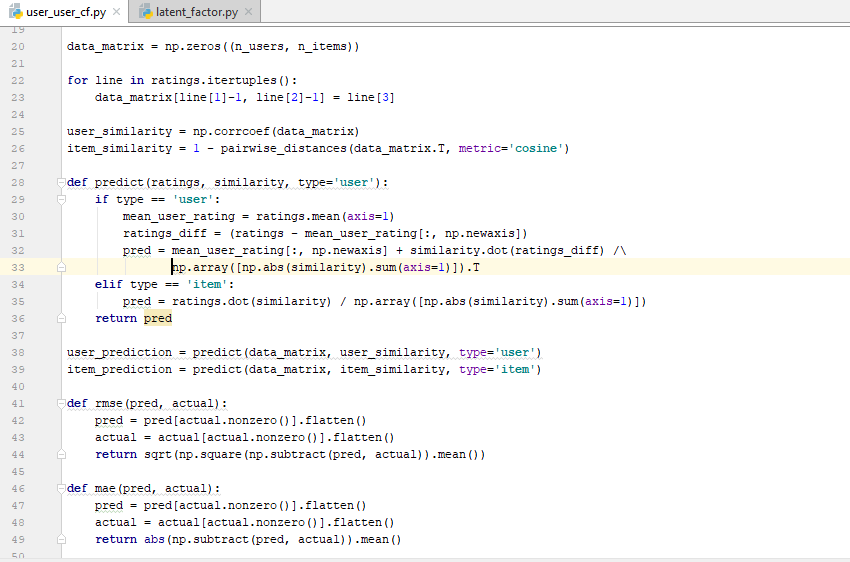 user_user_cf.py latent_factor.py
19
20 data_matrix = np.zeros((n_users, n_items))
21
22 for line in ratings.itertuples():
23     data_matrix[line[1]-1, line[2]-1] = line[3]
24
25 user_similarity = np.corrcoef(data_matrix)
26 item_similarity = 1 - pairwise_distances(data_matrix.T, metric='cosine')
27
28 def predict(ratings, similarity, type='user'):
29     if type == 'user':
30         mean_user_rating = ratings.mean(axis=1)
31         ratings_diff = (ratings - mean_user_rating[:, np.newaxis])
32         pred = mean_user_rating[:, np.newaxis] + similarity.dot(ratings_diff) /\
33                np.array([np.abs(similarity).sum(axis=1)]).T
34     elif type == 'item':
35         pred = ratings.dot(similarity) / np.array([np.abs(similarity).sum(axis=1)])
36     return pred
37
38 user_prediction = predict(data_matrix, user_similarity, type='user')
39 item_prediction = predict(data_matrix, item_similarity, type='item')
40
41 def rmse(pred, actual):
42     pred = pred[actual.nonzero()].flatten()
43     actual = actual[actual.nonzero()].flatten()
44     return sqrt(np.square(np.subtract(pred, actual)).mean())
45
46 def mae(pred, actual):
47     pred = pred[actual.nonzero()].flatten()
48     actual = actual[actual.nonzero()].flatten()
49     return abs(np.subtract(pred, actual)).mean()
50